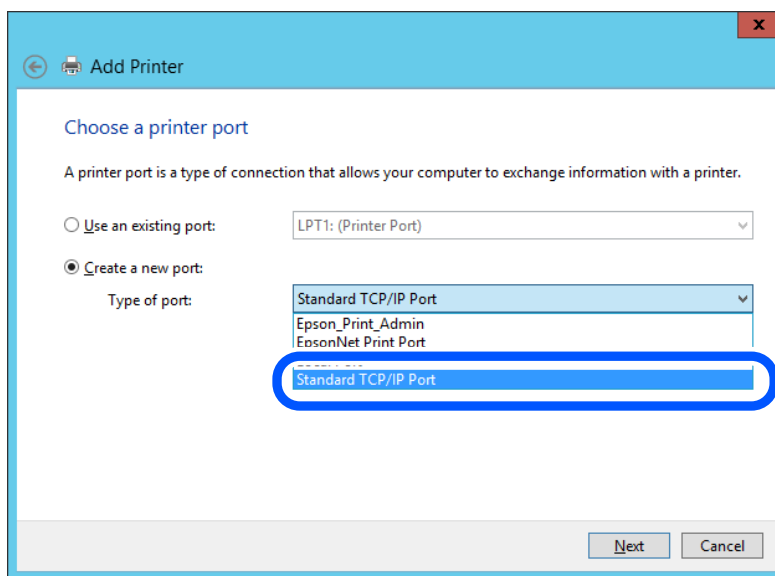 x
Add Printer
Choose a printer port
A printer port is a type of connection that allows your computer to exchange information with a printer.
Use an existing port:
LPT1: (Printer Port)
Create a new port:
Type of port:
Standard TCP/IP Port
Epson_Print_Admin
EpsonNet Print Port
Standard TCP/IP Port
Next
Cancel